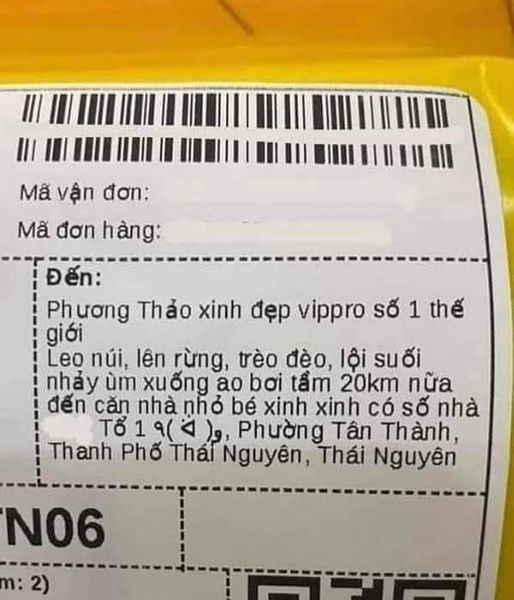 Mã vận đơn:
Mã đơn hàng:
Đến:
Phương Thảo xinh đẹp vippro số 1 thế
giới
Leo núi, lên rừng, trèo đèo, lội suối
nhảy ùm xuống ao bơi tầm 20km nữa
đến căn nhà nhỏ bé xinh xinh có số nhà
Tổ 1 ٩( ᐛ )و, Phường Tân Thành,
Thanh Phố Thái Nguyên, Thái Nguyên
N06
m: 2)